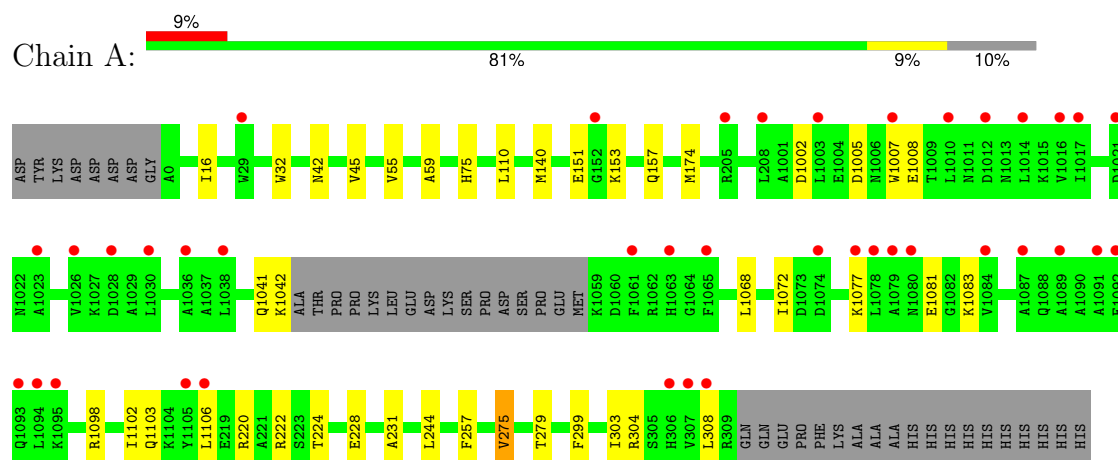 9%
Chain A:
81% 9% 10%
ASP TYR LYS ASP ASP ASP ASP GLY A0 I16 W29 W32 N42 V45 V55 A59 H75 L110 M140 E151 G152 K153 Q157 M174 R205 L208 A1001 D1002 L1003 E1004 D1005 N1006 W1007 E1008 T1009 L1010 N1011 D1012 N1013 L1014 K1015 V1016 I1017 D1021
N1022 A1023 V1026 K1027 D1028 A1029 L1030 A1036 A1037 L1038 Q1041 K1042 ALA THR PRO PRO LYS LEU GLU ASP LYS SER PRO ASP SER PRO GLU MET K1059 D1060 F1061 R1062 H1063 G1064 F1065 L1068 I1072 D1073 D1074 K1077 L1078 A1079 N1080 E1081 G1082 K1083 V1084 A1087 Q1088 A1089 A1090 A1091
Q1093 L1094 K1095 R1098 I1102 Q1103 K1104 Y1105 L1106 E219 R220 A221 R222 S223 T224 E228 A231 L244 F257 V275 T279 F299 I303 R304 S305 H306 V307 L308 R309 GLN GLN GLU PRO PHE LYS ALA ALA ALA HIS HIS HIS HIS HIS HIS HIS HIS HIS HIS